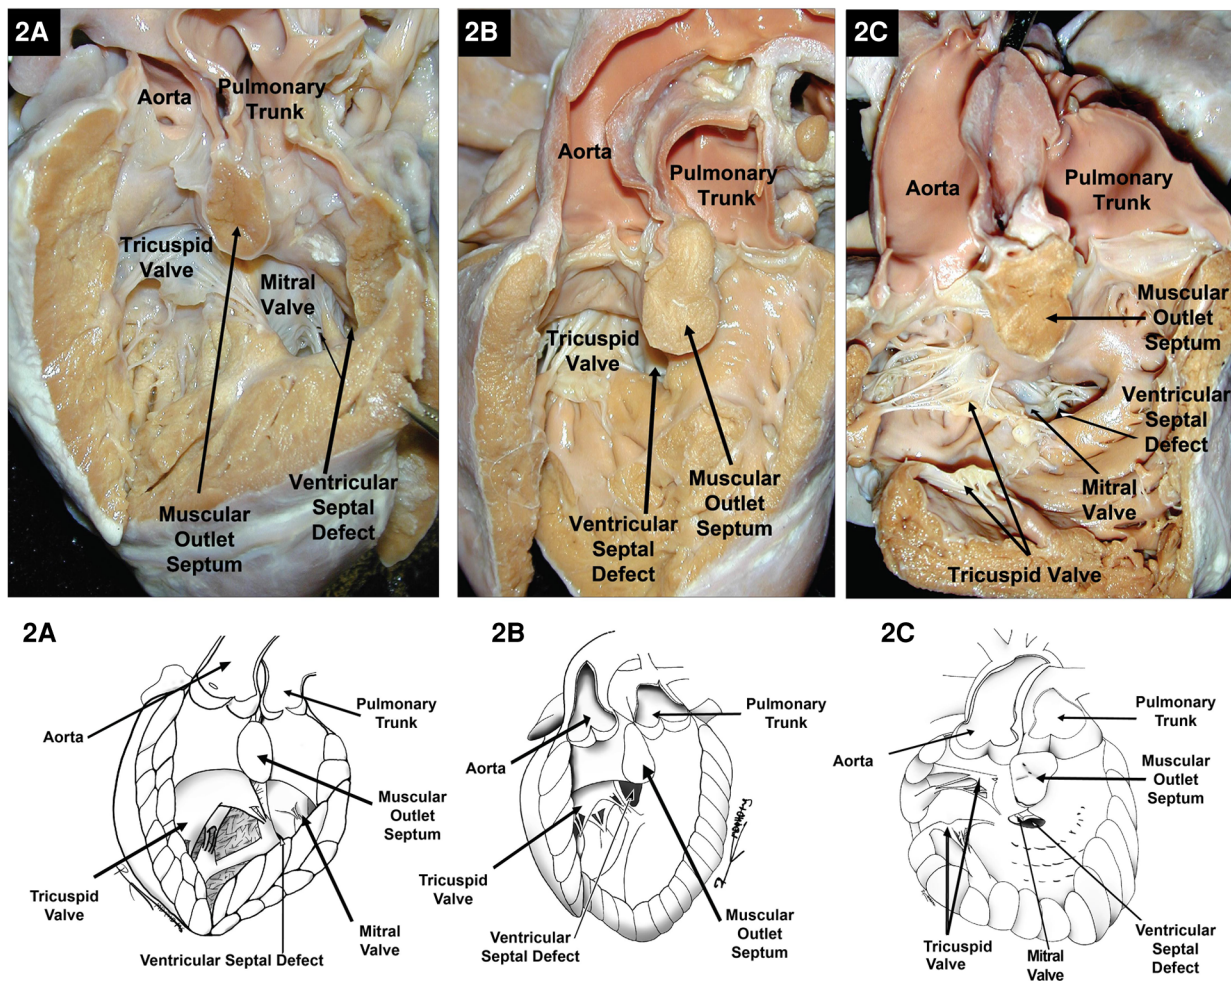 2A
Aorta
Pulmonary
Trunk
Tricuspid
Valve
Mitral
Valve
Ventricular
Septal
Defect
Muscular
Outlet
Septum
2B
Aorta
Pulmonary
Trunk
Tricuspid
Valve
Muscular
Outlet
Septum
Ventricular
Septal
Defect
2C
Aorta
Pulmonary
Trunk
Muscular
Outlet
Septum
Ventricular
Septal
Defect
Mitral
Valve
Tricuspid Valve
2A
Aorta
Pulmonary
Trunk
Muscular
Outlet
Septum
Tricuspid
Valve
Mitral
Valve
Ventricular Septal Defect
2B
Pulmonary
Trunk
Aorta
Tricuspid
Valve
Muscular
Outlet
Septum
Ventricular
Septal Defect
2C
Pulmonary
Trunk
Aorta
Muscular
Outlet
Septum
Tricuspid
Valve
Mitral
Valve
Ventricular
Septal
Defect